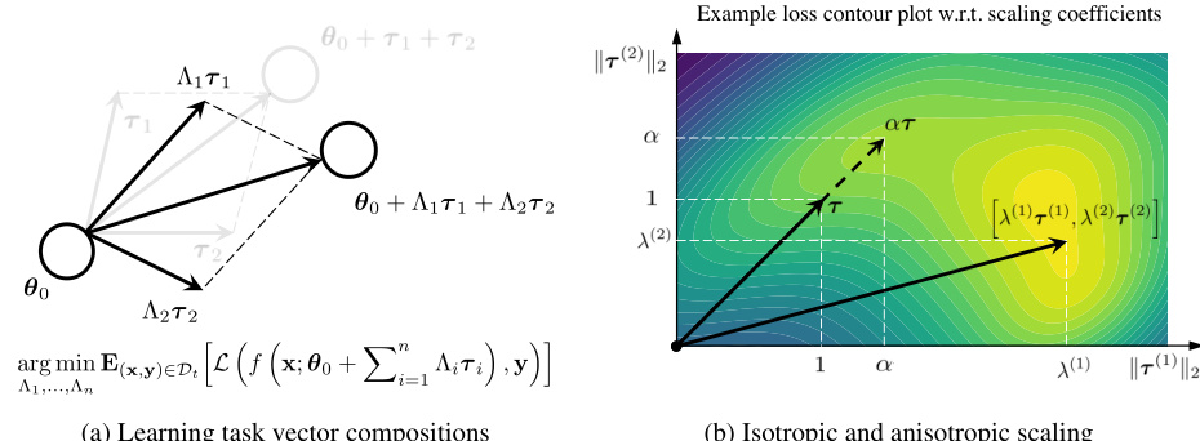 θ₀ + τ₁ + τ₂
Λ₁τ₁
τ₁
θ₀ + Λ₁τ₁ + Λ₂τ₂
τ₂
θ₀
Λ₂τ₂
arg min E₍ₓ,ᵧ₎∈𝒟ₜ [ℒ (f (x; θ₀ + ∑ⁿᵢ₌₁ Λᵢτᵢ), y)]
Λ₁,...,Λₙ
(a) Learning task vector compositions
Example loss contour plot w.r.t. scaling coefficients
‖τ⁽²⁾‖₂
α
ατ
1
τ
λ⁽²⁾
[λ⁽¹⁾τ⁽¹⁾, λ⁽²⁾τ⁽²⁾]
1 α λ⁽¹⁾ ‖τ⁽¹⁾‖₂
(b) Isotropic and anisotropic scaling